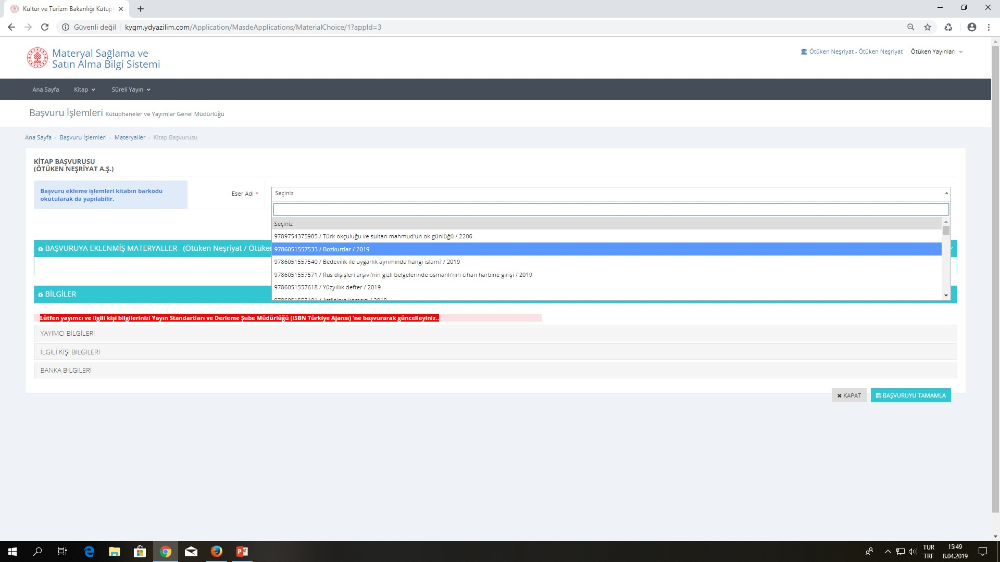 Kültür ve Turizm Bakanlığı Kütüp
Güvenli değil | kygm.ydyazilim.com/Application/MasdeApplications/MaterialChoice/1?appId=3
Materyal Sağlama ve
Satın Alma Bilgi Sistemi
Ötüken Neşriyat - Ötüken Neşriyat
Ötüken Yayınları
Ana Sayfa
Kitap
Süreli Yayın
Başvuru İşlemleri Kütüphaneler ve Yayımlar Genel Müdürlüğü
Ana Sayfa › Başvuru İşlemleri › Materyaller › Kitap Başvurusu
KİTAP BAŞVURUSU
(ÖTÜKEN NEŞRİYAT A.Ş.)
Başvuru ekleme işlemleri kitabın barkodu
okutularak da yapılabilir.
Eser Adı *
Seçiniz
Seçiniz
9789754375985 / Türk okçuluğu ve sultan mahmud'un ok günlüğü / 2206
9786051557533 / Bozkurtlar / 2019
9786051557540 / Bedevilik ile uygarlık ayrımında hangi islam? / 2019
9786051557571 / Rus dışişleri arşivi'nin gizli belgelerinde osmanlı'nın cihan harbine girişi / 2019
9786051557618 / Yüzyıllık defter / 2019
9786051552101 / Attila'nın kamçısı / 2019
BAŞVURUYA EKLENMİŞ MATERYALLER (Ötüken Neşriyat / Ötüke
BİLGİLER
Lütfen yayımcı ve ilgili kişi bilgilerinizi Yayın Standartları ve Derleme Şube Müdürlüğü (ISBN Türkiye Ajansı) 'ne başvurarak güncelleyiniz..
YAYIMCI BİLGİLERİ
İLGİLİ KİŞİ BİLGİLERİ
BANKA BİLGİLERİ
KAPAT
BAŞVURUYU TAMAMLA
TUR
TRF
15:49
8.04.2019